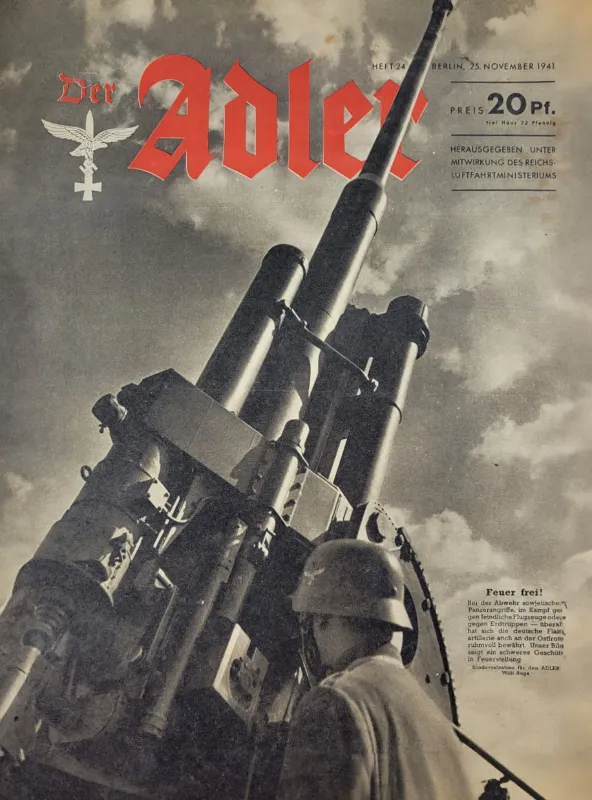 HEFT 24 BERLIN, 25. NOVEMBER 1941
Der Adler
PREIS 20 Pf.
frei Haus 22 Pfennig
HERAUSGEGEBEN UNTER
MITWIRKUNG DES REICHS-
LUFTFAHRTMINISTERIUMS
Feuer frei!
Bei der Abwehr sowjetischer
Panzerangriffe, im Kampf ge-
gen feindliche Flugzeuge oder
gegen Erdtruppen — überall
hat sich die deutsche Flak-
artillerie auch an der Ostfront
ruhmvoll bewährt. Unser Bild
zeigt ein schweres Geschütz
in Feuerstellung
Sonderaufnahme für den ADLER